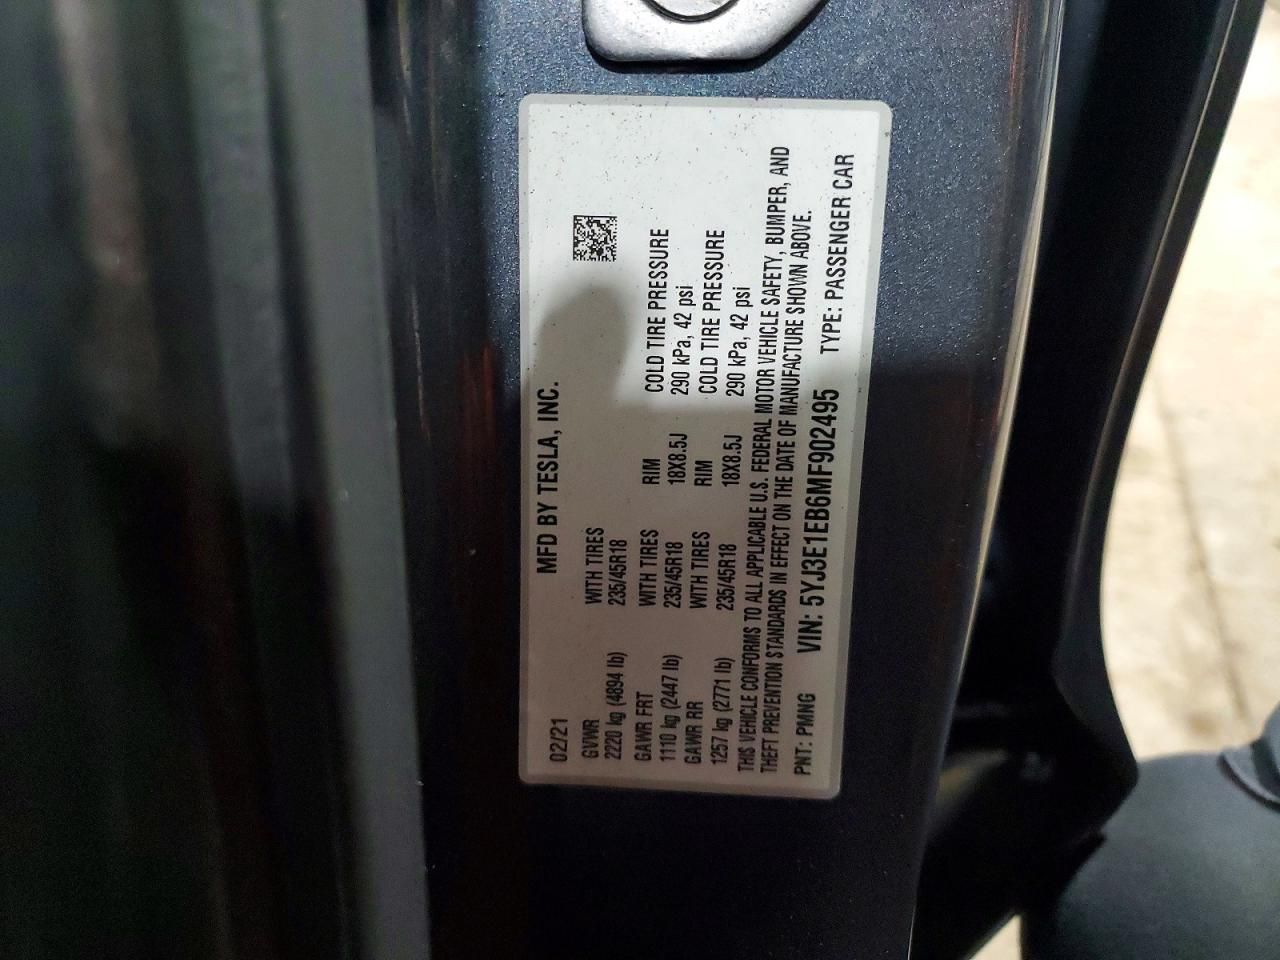 MFD BY TESLA, INC.
02/21
GVWR WITH TIRES
2220 kg (4894 lb) 235/45R18
GAWR FRT WITH TIRES RIM COLD TIRE PRESSURE
1110 kg (2447 lb) 235/45R18 18X8.5J 290 kPa, 42 psi
GAWR RR WITH TIRES RIM COLD TIRE PRESSURE
1257 kg (2771 lb) 235/45R18 18X8.5J 290 kPa, 42 psi
THIS VEHICLE CONFORMS TO ALL APPLICABLE U.S. FEDERAL MOTOR VEHICLE SAFETY, BUMPER, AND
THEFT PREVENTION STANDARDS IN EFFECT ON THE DATE OF MANUFACTURE SHOWN ABOVE.
PNT: PMNG VIN: 5YJ3E1EB6MF902495 TYPE: PASSENGER CAR